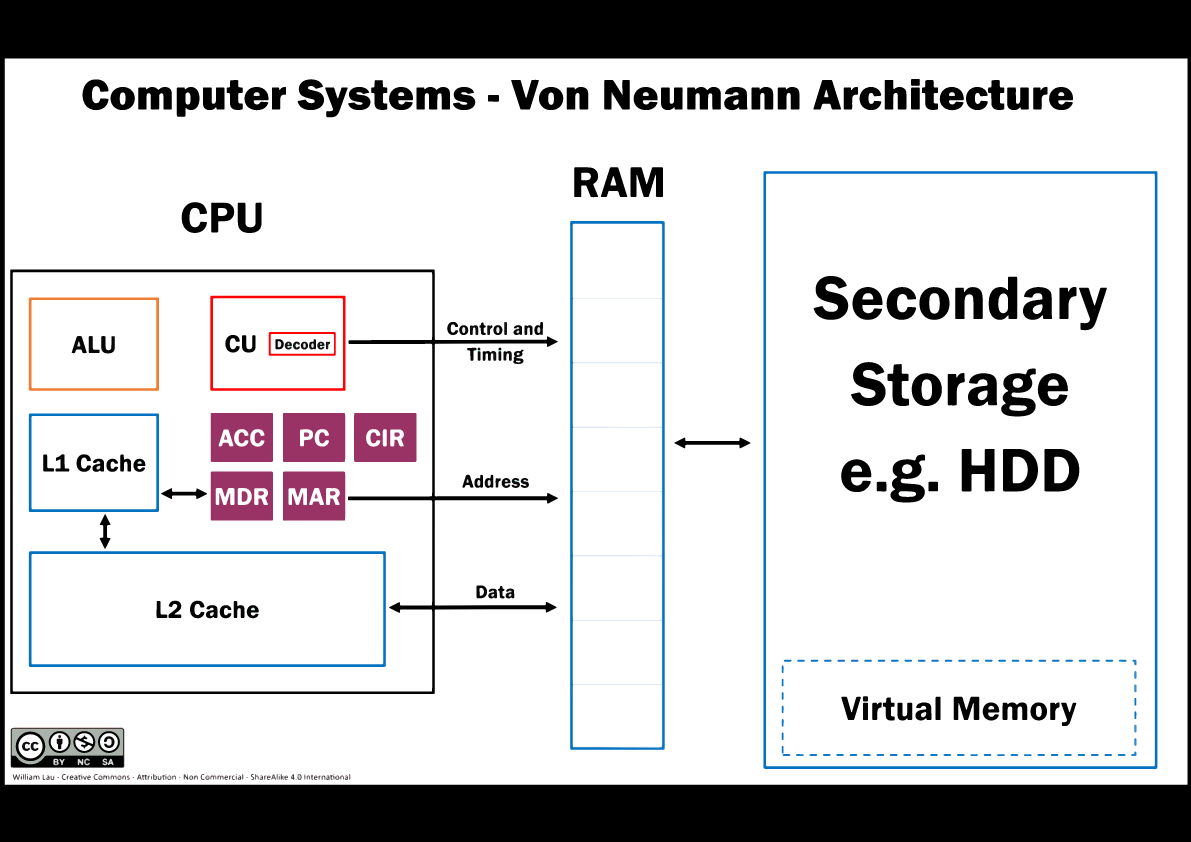 Computer Systems - Von Neumann Architecture
CPU
RAM
ALU
CU
Decoder
Control and
Timing
L1 Cache
ACC
PC
CIR
MDR
MAR
Address
L2 Cache
Data
Secondary
Storage
e.g. HDD
Virtual Memory
cc
BY NC SA
William Lau - Creative Commons - Attribution - Non Commercial - ShareAlike 4.0 International